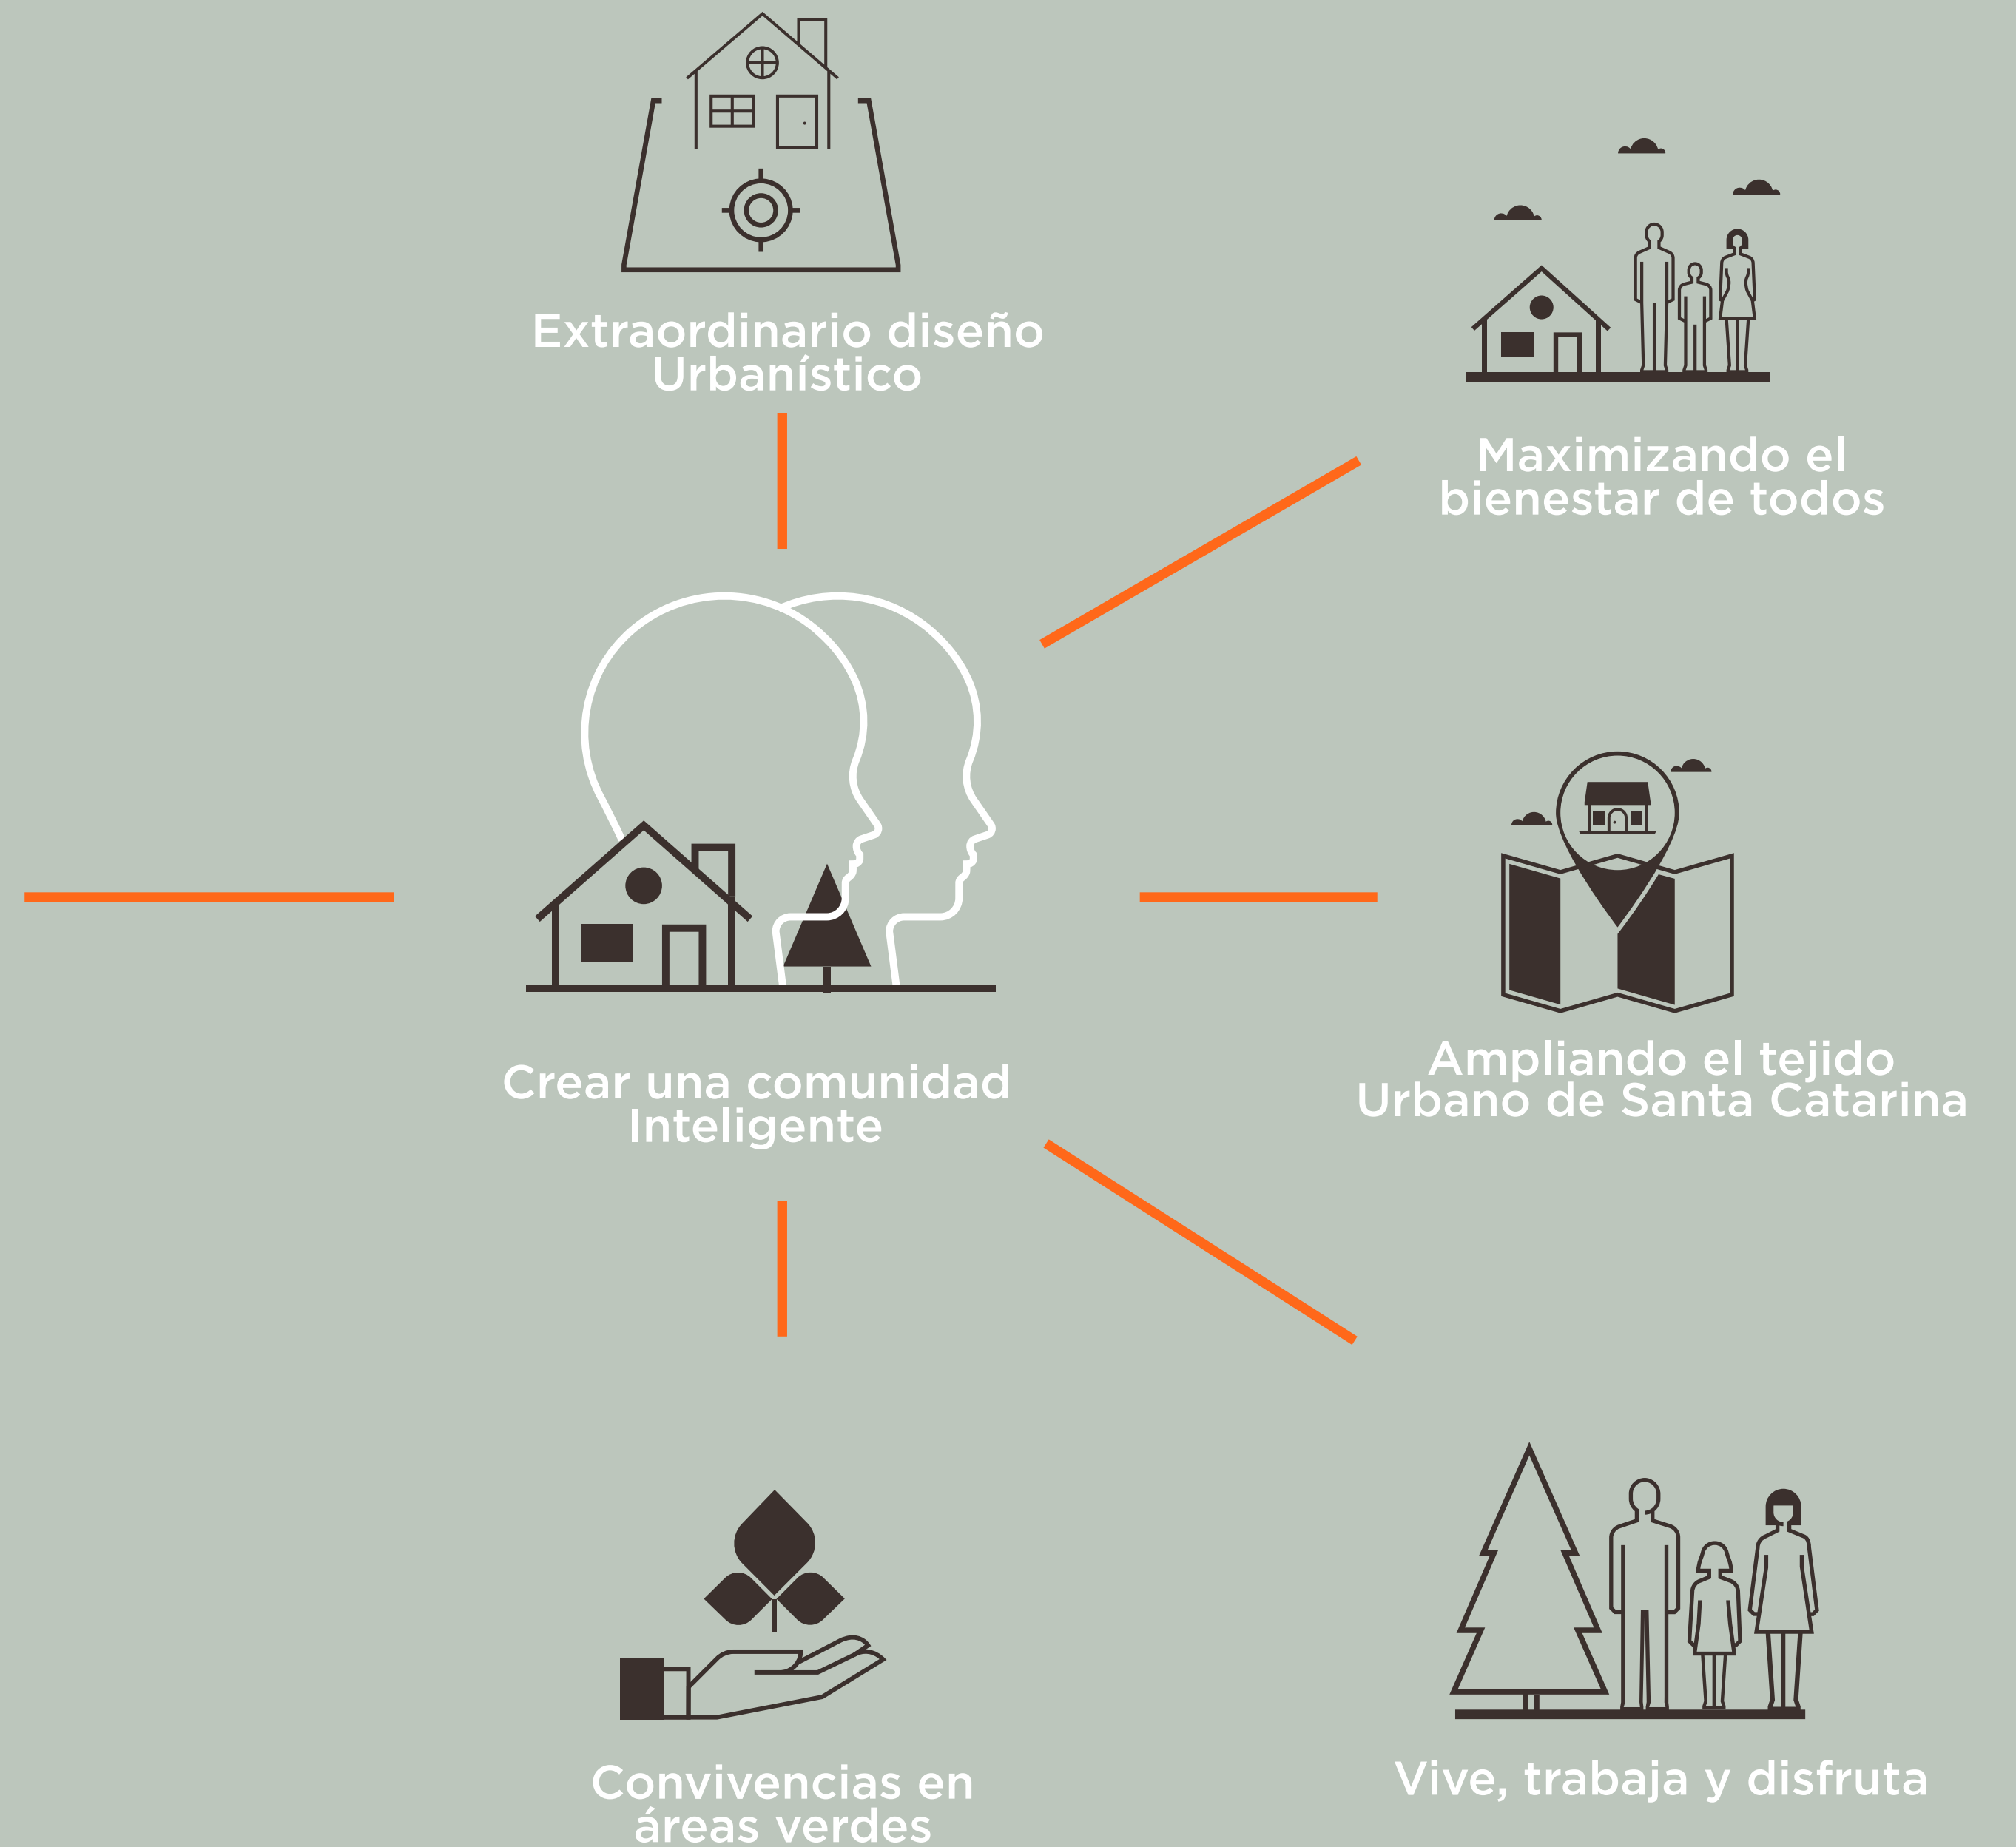 Extraordinario diseño
Urbanístico
Maximizando el
bienestar de todos
Crear una comunidad
Inteligente
Ampliando el tejido
Urbano de Santa Catarina
Convivencias en
áreas verdes
Vive, trabaja y disfruta